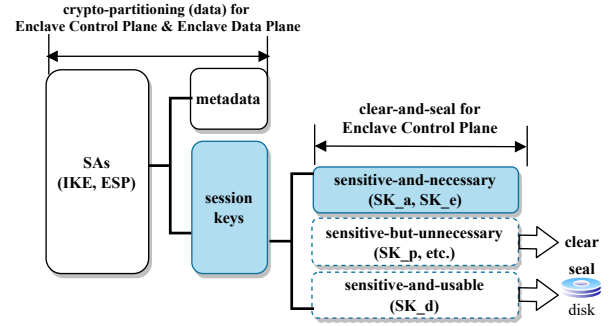 crypto-partitioning (data) for
Enclave Control Plane & Enclave Data Plane
SAs
(IKE, ESP)
metadata
session
keys
clear-and-seal for
Enclave Control Plane
sensitive-and-necessary
(SK_a, SK_e)
sensitive-but-unnecessary
(SK_p, etc.)
clear
sensitive-and-usable
(SK_d)
seal
disk